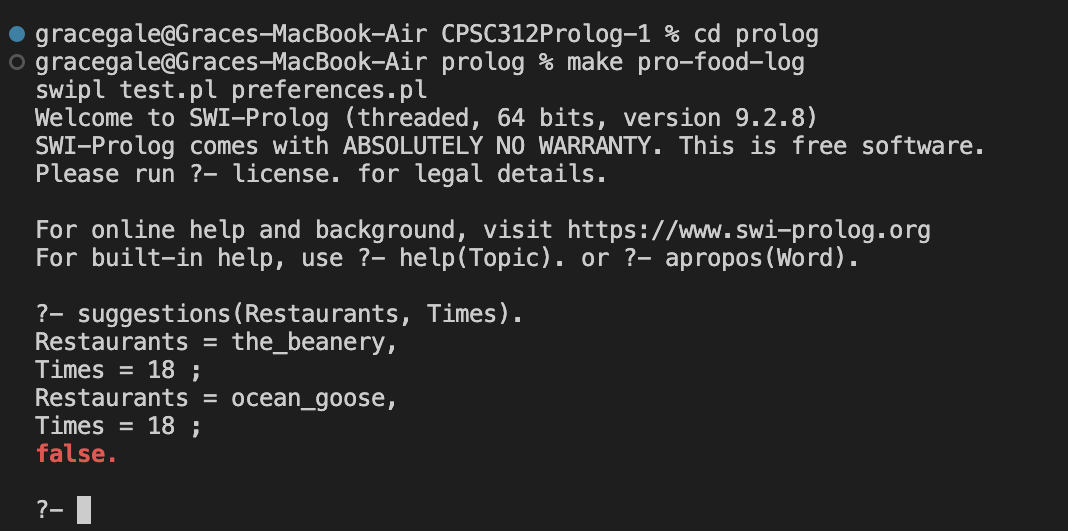 gracegale@Graces-MacBook-Air CPSC312Prolog-1 % cd prolog
gracegale@Graces-MacBook-Air prolog % make pro-food-log
swipl test.pl preferences.pl
Welcome to SWI-Prolog (threaded, 64 bits, version 9.2.8)
SWI-Prolog comes with ABSOLUTELY NO WARRANTY. This is free software.
Please run ?- license. for legal details.
For online help and background, visit https://www.swi-prolog.org
For built-in help, use ?- help(Topic). or ?- apropos(Word).
?- suggestions(Restaurants, Times).
Restaurants = the_beanery,
Times = 18 ;
Restaurants = ocean_goose,
Times = 18 ;
false.
?-